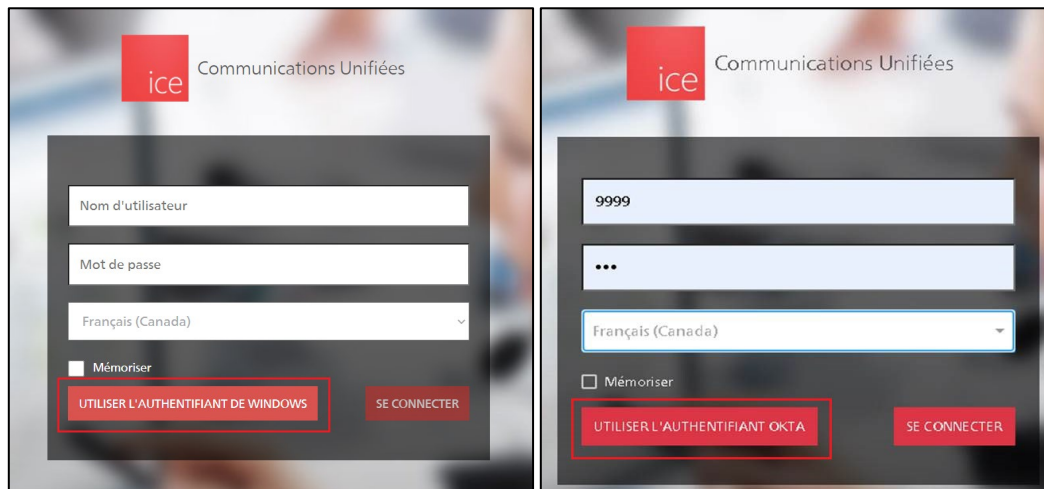 ice
Communications Unifiées
Nom d'utilisateur
Mot de passe
Français (Canada)
Mémoriser
UTILISER L'AUTHENTIFIANT DE WINDOWS
SE CONNECTER
ice
Communications Unifiées
9999
•••
Français (Canada)
Mémoriser
UTILISER L'AUTHENTIFIANT OKTA
SE CONNECTER